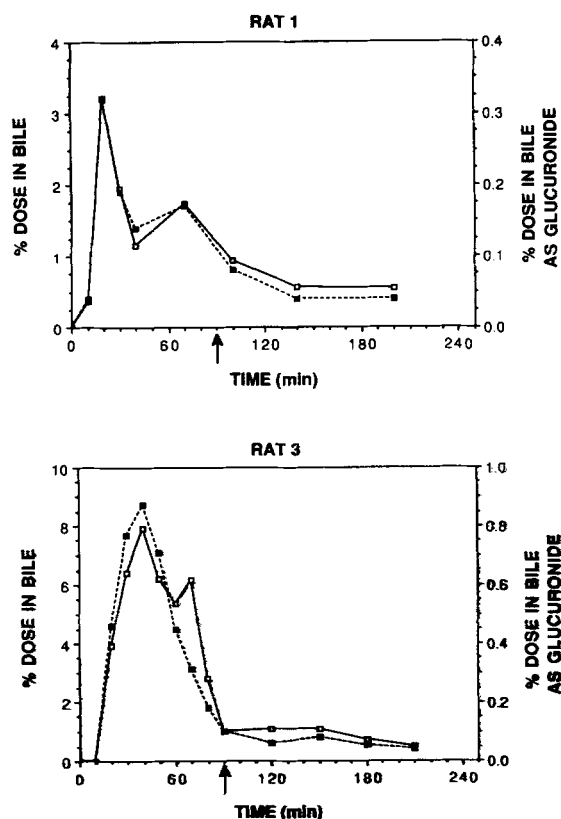 RAT 1
% DOSE IN BILE
4
3
2
1
0
0.4
0.3
0.2
0.1
0.0
% DOSE IN BILE
AS GLUCURONIDE
0 60 120 180 240
TIME (min)
RAT 3
% DOSE IN BILE
10
8
6
4
2
0
1.0
0.8
0.6
0.4
0.2
0.0
% DOSE IN BILE
AS GLUCURONIDE
0 60 120 180 240
TIME (min)